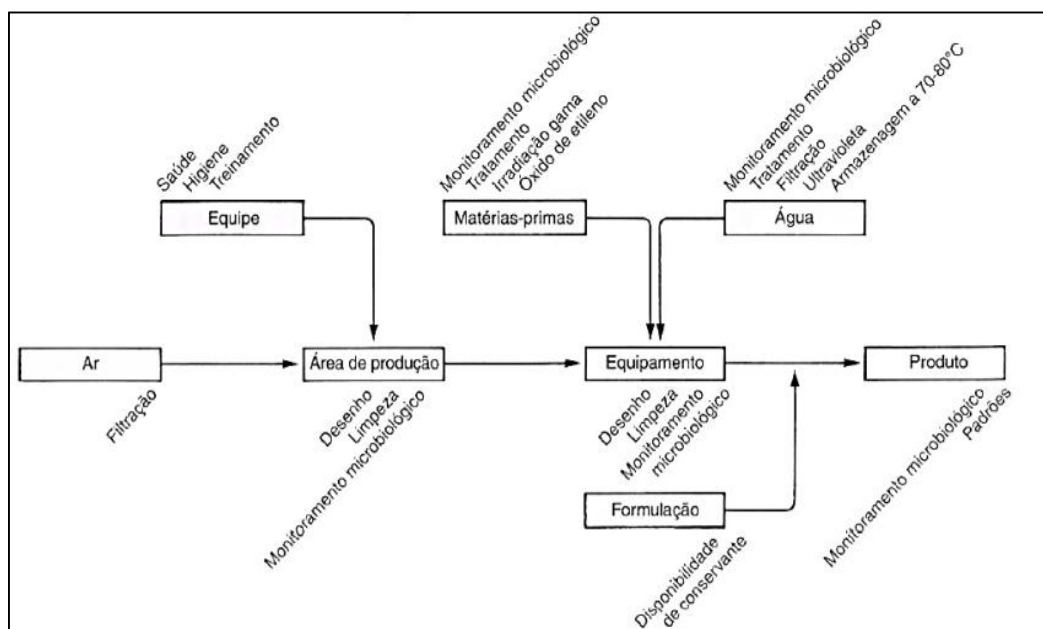 Saúde
Higiene
Treinamento
Equipe
Monitoramento microbiológico
Tratamento
Irradiação gama
Óxido de etileno
Matérias-primas
Monitoramento microbiológico
Tratamento
Filtração
Ultravioleta
Armazenagem a 70-80°C
Água
Ar
Filtração
Área de produção
Desenho
Limpeza
Monitoramento microbiológico
Equipamento
Desenho
Limpeza
Monitoramento
microbiológico
Produto
Monitoramento microbiológico
Padrões
Formulação
Disponibilidade
de conservante